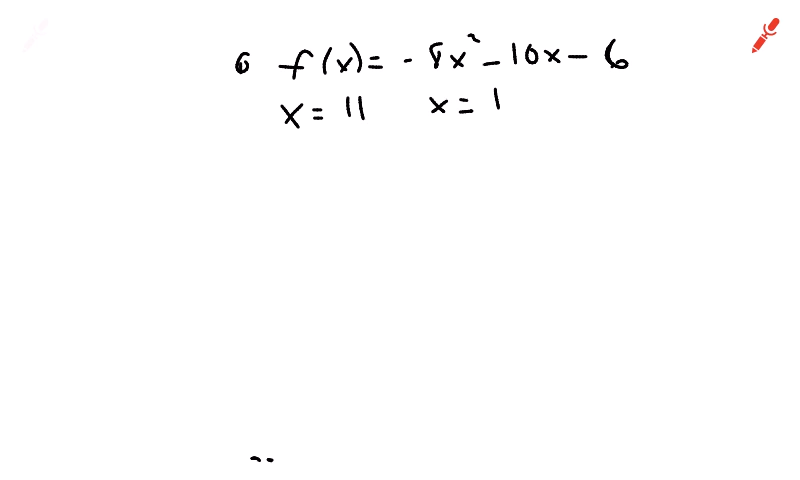 6 f(x) = - 8x² - 10x - 6
x = 11 x = 1